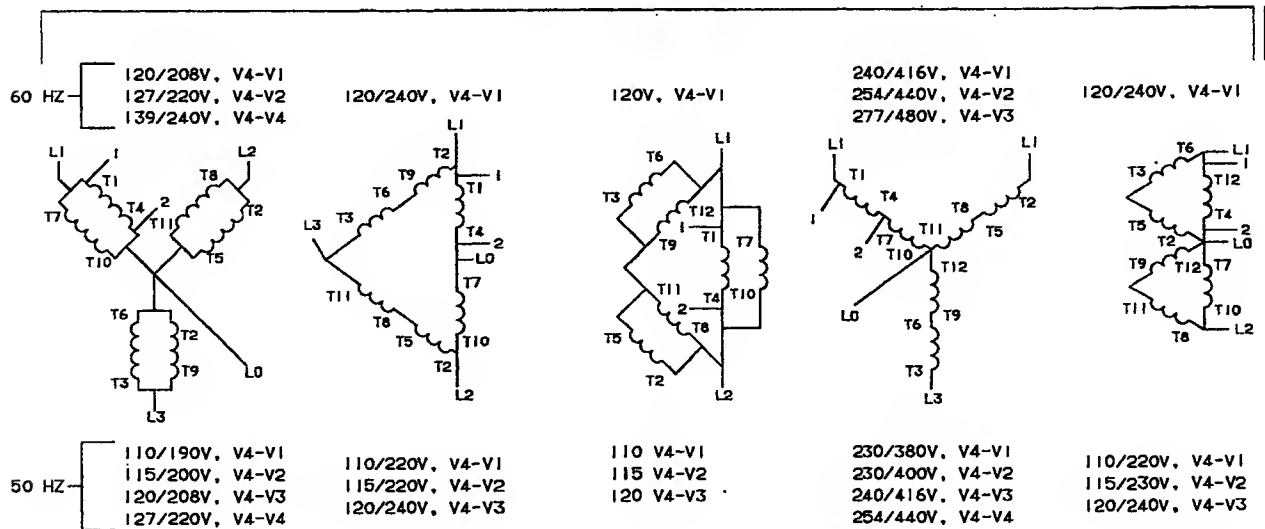 60 HZ
120/208V, V4-V1
127/220V, V4-V2
139/240V, V4-V4
120/240V, V4-V1
120V, V4-V1
240/416V, V4-V1
254/440V, V4-V2
277/480V, V4-V3
120/240V, V4-V1
L1
1
T1
T7
T4
2
T10
L2
T8
T11
T2
T5
T6
T2
T3
T9
L3
L0
L1
T2
1
T9
T1
T6
T3
T4
2
L3
L0
T7
T11
T8
T5
T10
T2
L2
L1
T6
T3
T12
1
T1
T7
T9
T11
T4
T10
2
T8
T5
T2
L2
L1
L1
T1
T4
1
T8
T2
T11
T5
T7
2
T10
T12
L0
T6
T9
T3
L3
T6
L1
1
T3
T12
T5
T4
2
T2
L0
T9
T12
T7
T11
T10
T8
L2
50 HZ
110/190V, V4-V1
115/200V, V4-V2
120/208V, V4-V3
127/220V, V4-V4
110/220V, V4-V1
115/220V, V4-V2
120/240V, V4-V3
110 V4-V1
115 V4-V2
120 V4-V3
230/380V, V4-V1
230/400V, V4-V2
240/416V, V4-V3
254/440V, V4-V4
110/220V, V4-V1
115/230V, V4-V2
120/240V, V4-V3